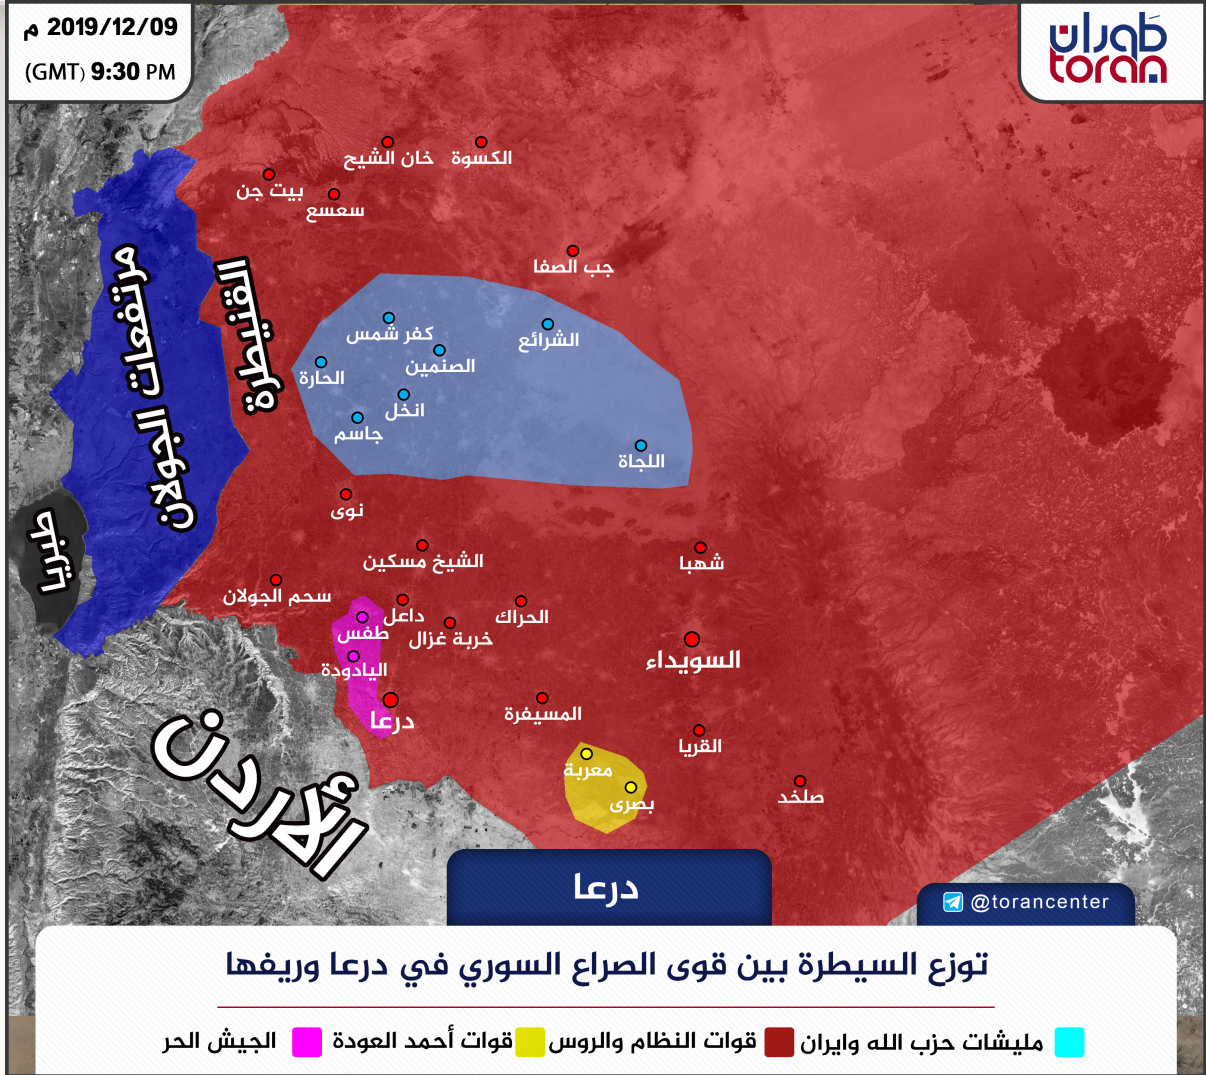 2019/12/09 م
(GMT) 9:30 PM
طوران
toran
خان الشيح
الكسوة
بيت جن
سعسع
جب الصفا
مرتفعات الجولان
القنيطرة
كفر شمس
الشرائع
الصنمين
الحارة
انخل
جاسم
اللجاة
نوى
طبريا
الشيخ مسكين
شهبا
سحم الجولان
داعل
الحراك
طفس
خربة غزال
السويداء
اليادودة
درعا
المسيفرة
القريا
معربة
بصرى
صلخد
الأردن
درعا
@torancenter
توزع السيطرة بين قوى الصراع السوري في درعا وريفها
مليشات حزب الله وايران
قوات النظام والروس
قوات أحمد العودة
الجيش الحر